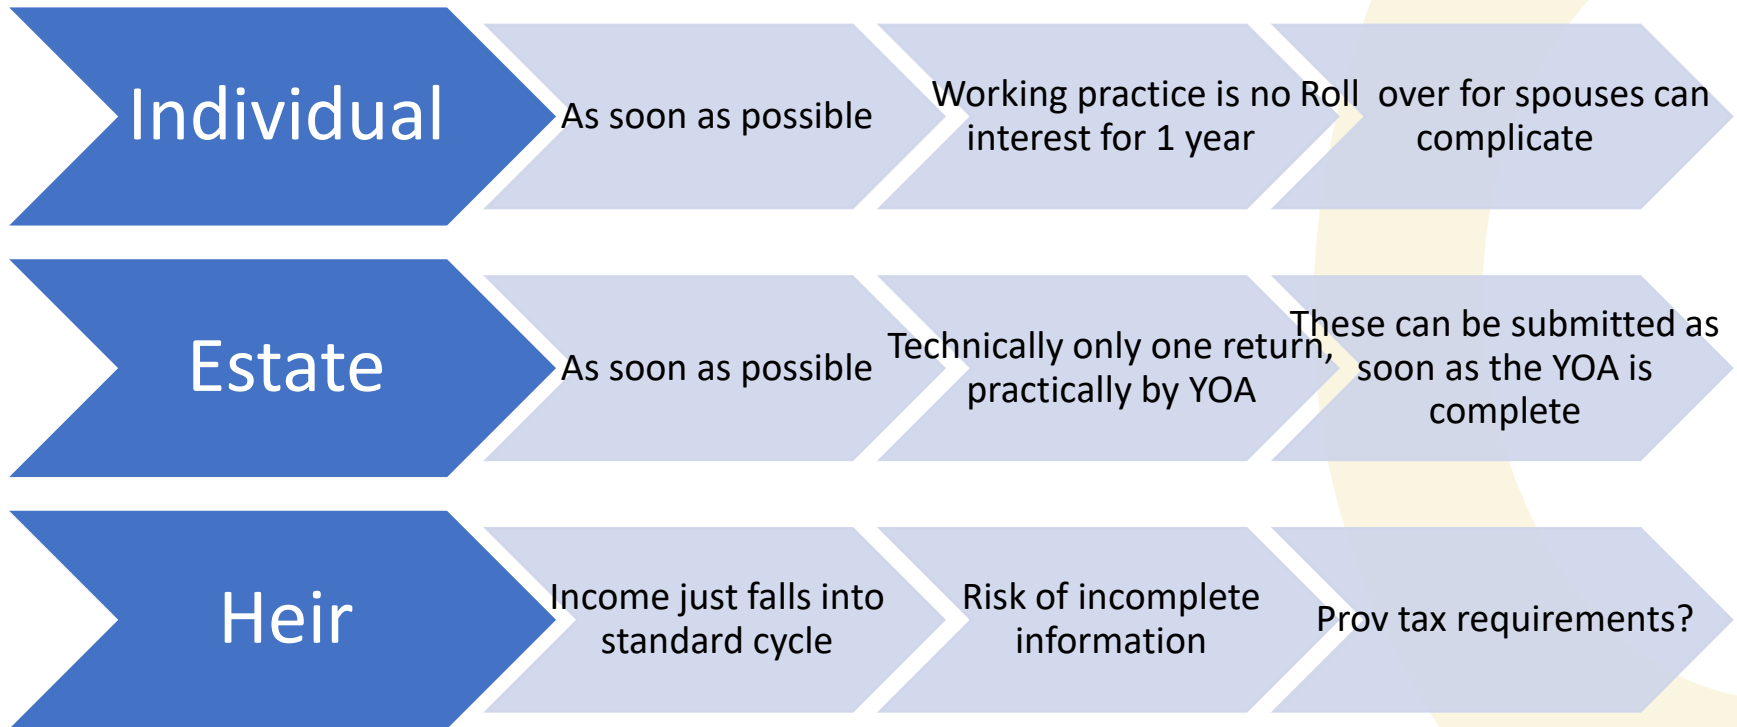 Individual
As soon as possible
Working practice is no
interest for 1 year
Roll over for spouses can
complicate
Estate
As soon as possible
Technically only one return,
practically by YOA
These can be submitted as
soon as the YOA is
complete
Heir
Income just falls into
standard cycle
Risk of incomplete
information
Prov tax requirements?